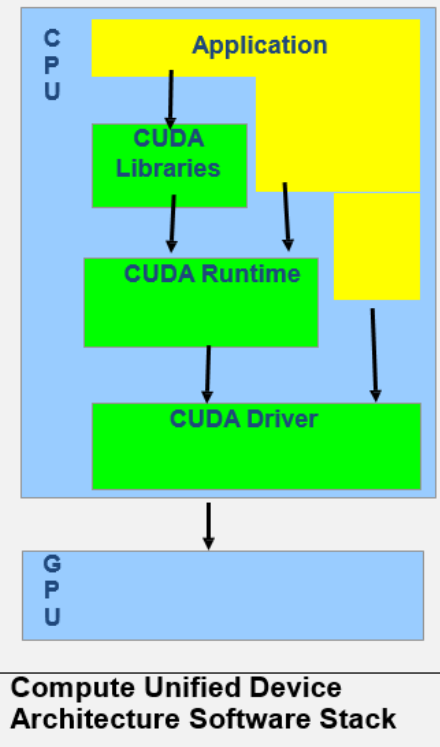 C
P
U
Application
CUDA
Libraries
CUDA Runtime
CUDA Driver
G
P
U
Compute Unified Device
Architecture Software Stack